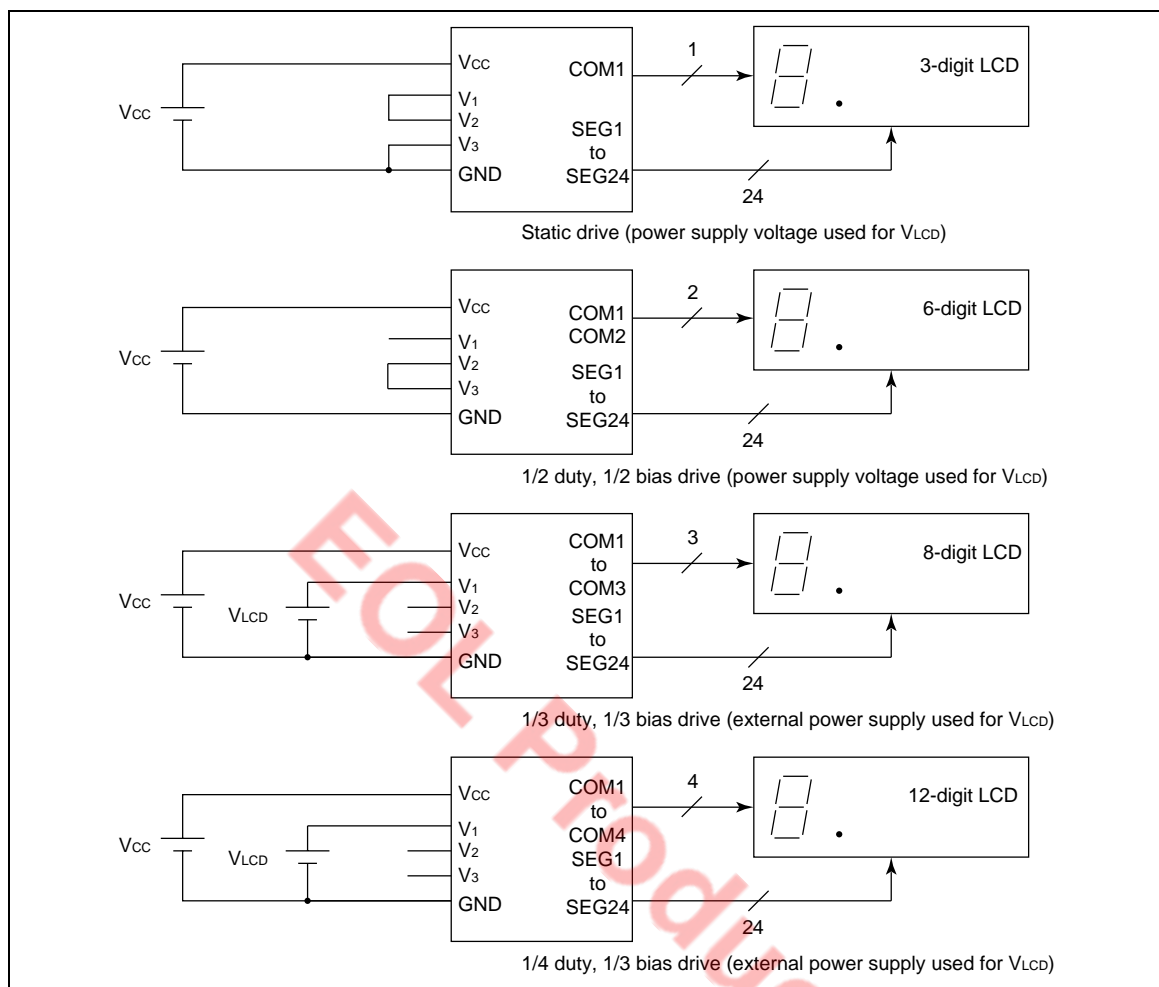 VCC
V1
V2
V3
GND
VCC
COM1
SEG1
to
SEG24
1
24
3-digit LCD
Static drive (power supply voltage used for VLCD)
VCC
V1
V2
V3
GND
VCC
COM1
COM2
SEG1
to
SEG24
2
24
6-digit LCD
1/2 duty, 1/2 bias drive (power supply voltage used for VLCD)
VCC
V1
V2
V3
GND
VCC
VLCD
COM1
to
COM3
SEG1
to
SEG24
3
24
8-digit LCD
1/3 duty, 1/3 bias drive (external power supply used for VLCD)
VCC
V1
V2
V3
GND
VCC
VLCD
COM1
to
COM4
SEG1
to
SEG24
4
24
12-digit LCD
1/4 duty, 1/3 bias drive (external power supply used for VLCD)
EOL Produ